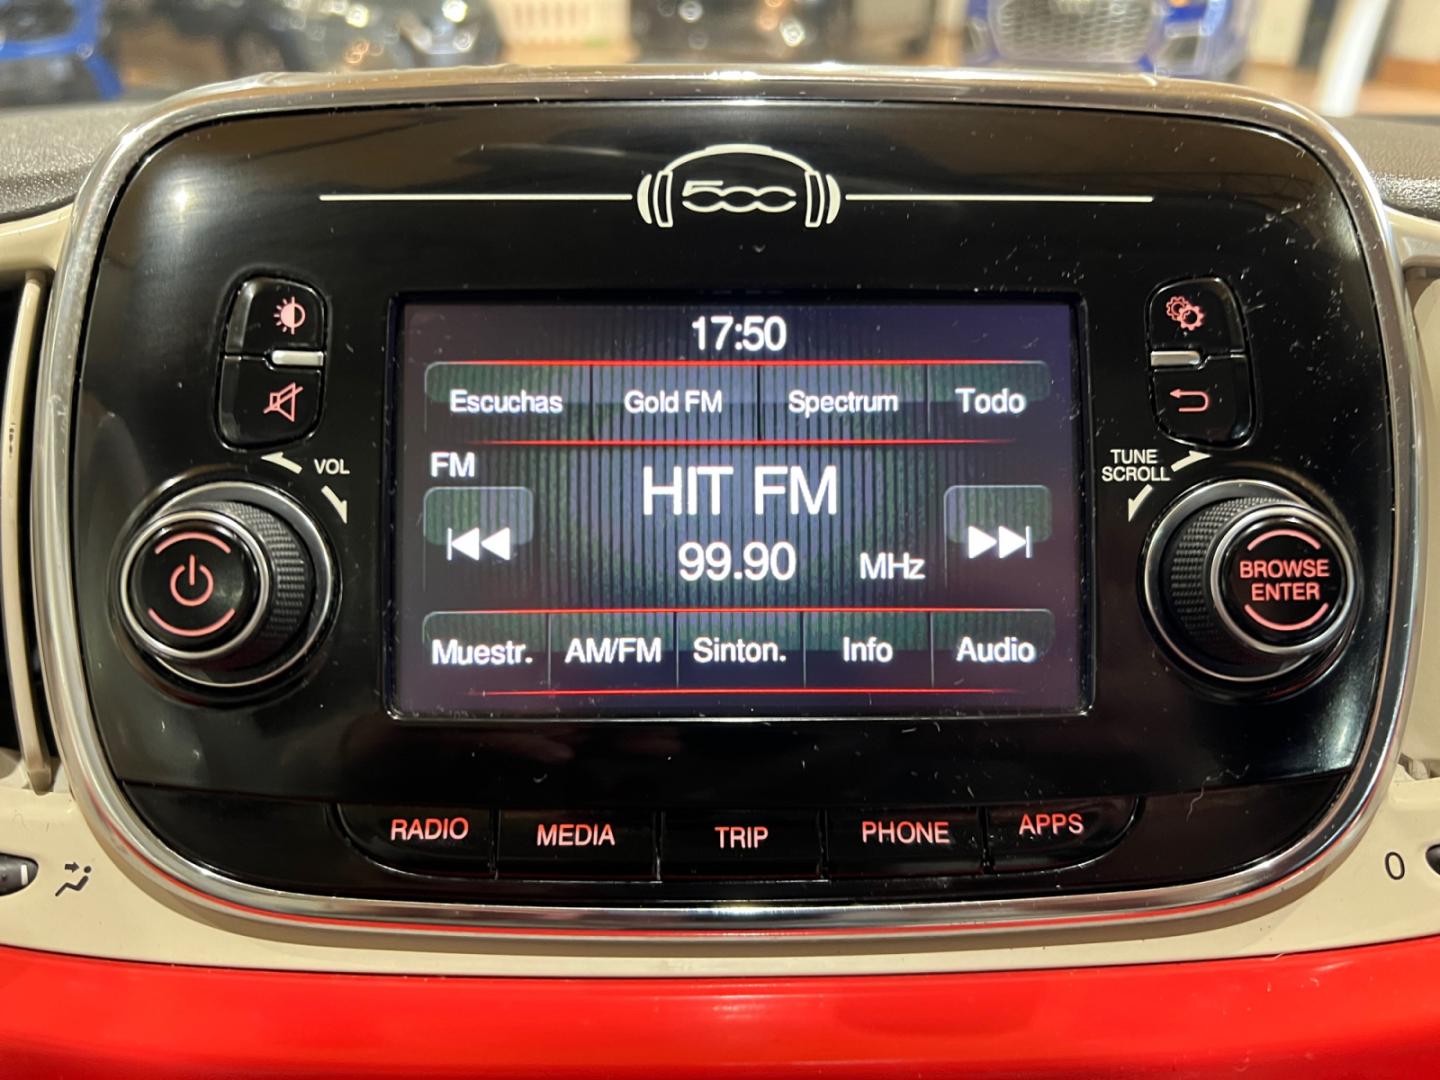 500
17:50
Escuchas Gold FM Spectrum Todo
FM
HIT FM
99.90 MHz
Muestr. AM/FM Sinton. Info Audio
VOL
TUNE
SCROLL
BROWSE
ENTER
RADIO MEDIA TRIP PHONE APPS
0